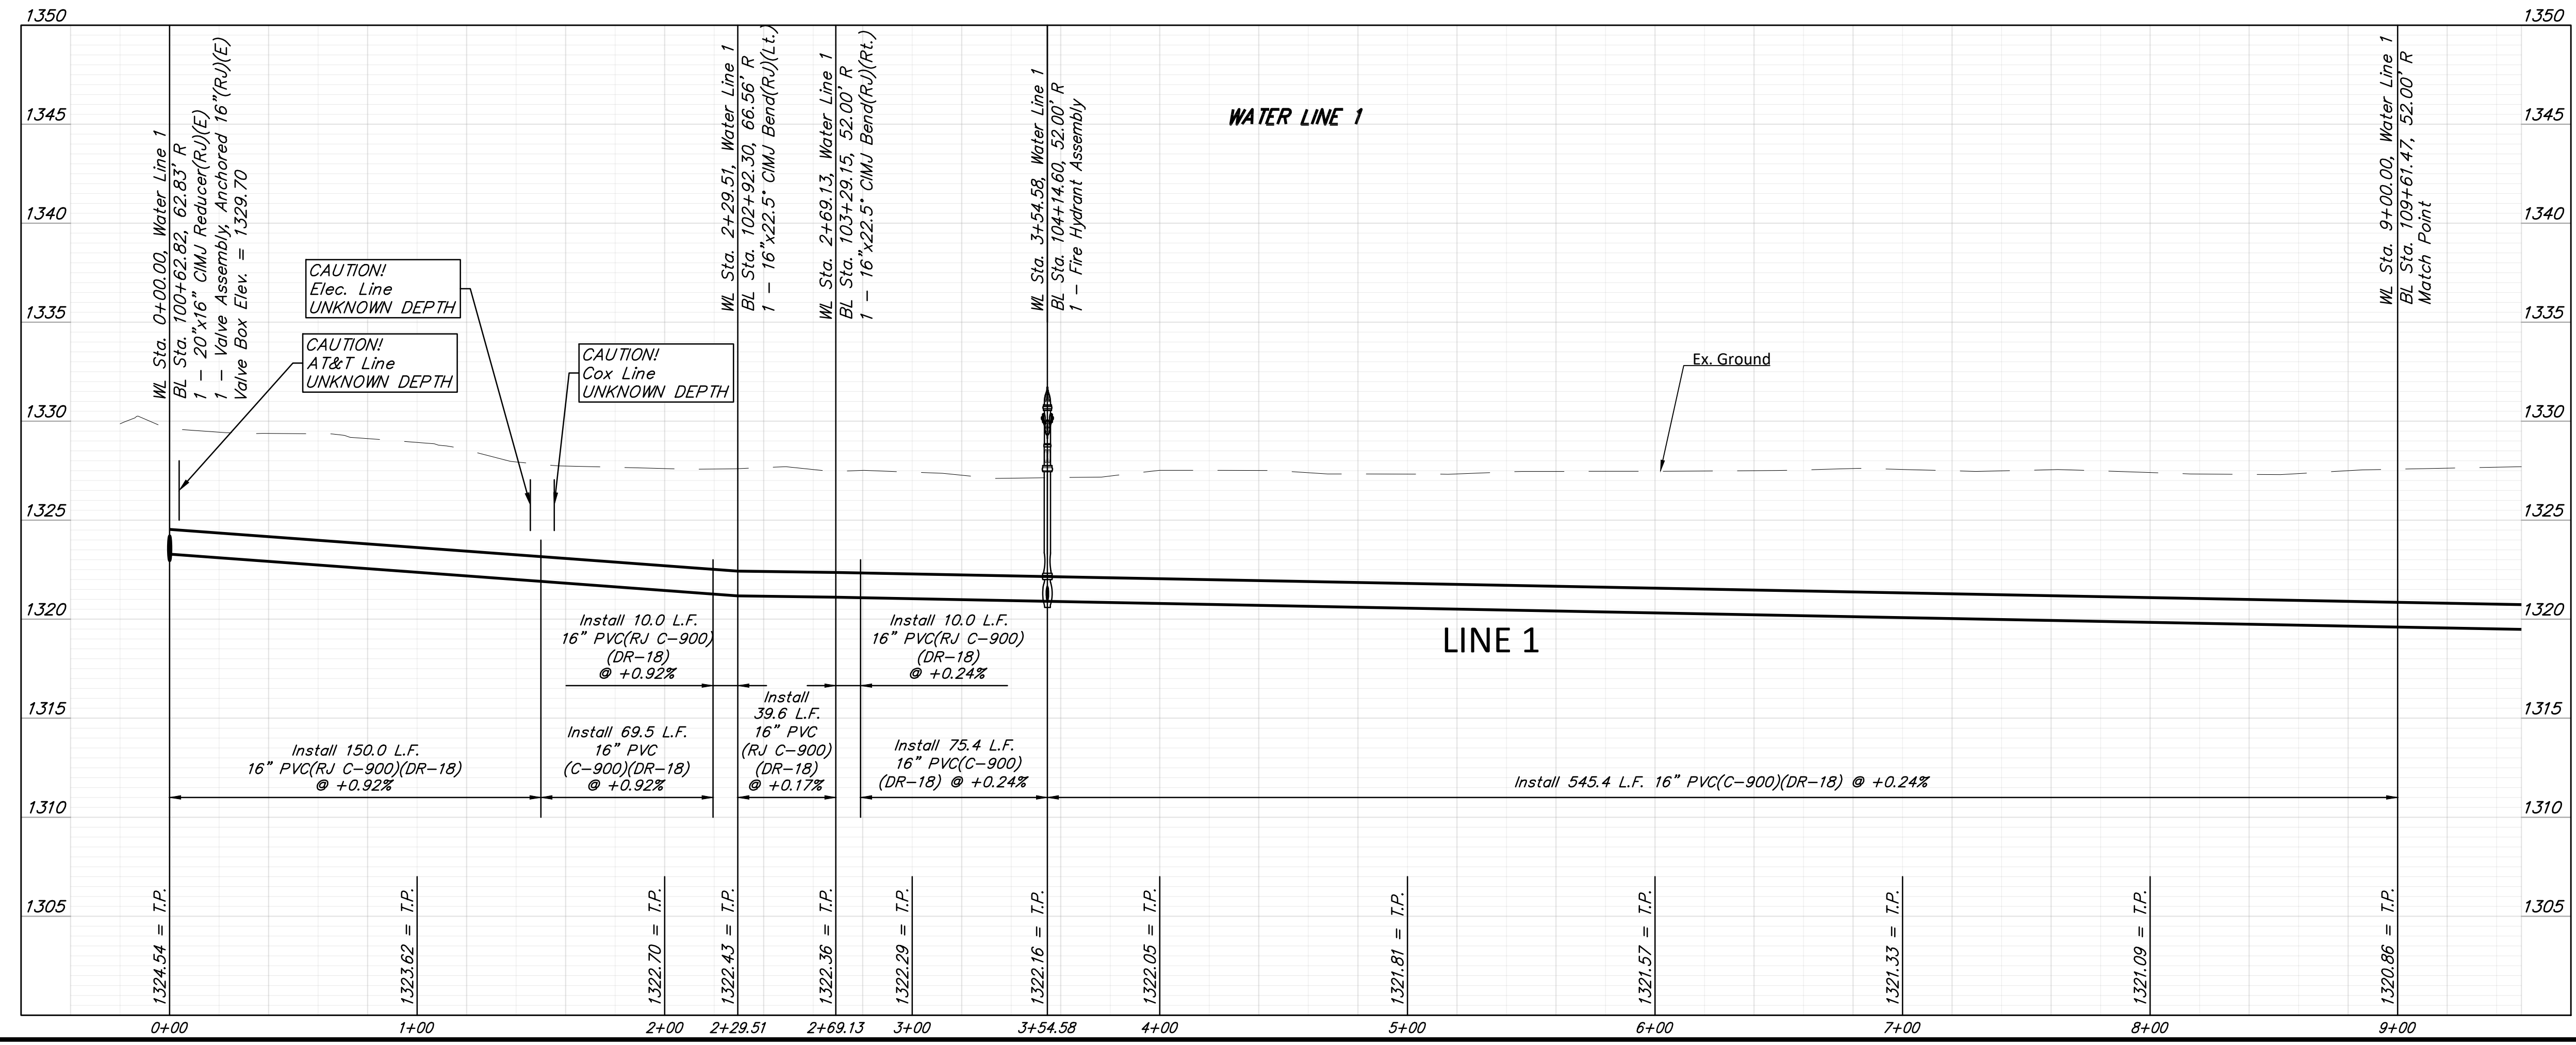 1350
1350
1345
1345
1340
1340
1335
1335
1330
1330
1325
1325
1320
1320
1315
1315
1310
1310
1305
1305
WATER LINE 1
WL Sta. 0+00.00, Water Line 1
BL Sta. 100+62.82, 62.83' R
1 - 20"x16" CIMJ Reducer(RJ)(E)
1 - Valve Assembly, Anchored 16"(RJ)(E)
Valve Box Elev. = 1329.70
CAUTION!
Elec. Line
UNKNOWN DEPTH
CAUTION!
AT&T Line
UNKNOWN DEPTH
CAUTION!
Cox Line
UNKNOWN DEPTH
WL Sta. 2+29.51, Water Line 1
BL Sta. 102+92.30, 66.56' R
1 - 16"x22.5° CIMJ Bend(RJ)(Lt.)
WL Sta. 2+69.13, Water Line 1
BL Sta. 103+29.15, 52.00' R
1 - 16"x22.5° CIMJ Bend(RJ)(Rt.)
WL Sta. 3+54.58, Water Line 1
BL Sta. 104+14.60, 52.00' R
1 - Fire Hydrant Assembly
Ex. Ground
WL Sta. 9+00.00, Water Line 1
BL Sta. 109+61.47, 52.00' R
Match Point
LINE 1
Install 10.0 L.F.
16" PVC(RJ C-900)
(DR-18)
@ +0.92%
Install 10.0 L.F.
16" PVC(RJ C-900)
(DR-18)
@ +0.24%
Install 150.0 L.F.
16" PVC(RJ C-900)(DR-18)
@ +0.92%
Install 69.5 L.F.
16" PVC
(C-900)(DR-18)
@ +0.92%
Install
39.6 L.F.
16" PVC
(RJ C-900)
(DR-18)
@ +0.17%
Install 75.4 L.F.
16" PVC(C-900)
(DR-18) @ +0.24%
Install 545.4 L.F. 16" PVC(C-900)(DR-18) @ +0.24%
1324.54 = T.P.
1323.62 = T.P.
1322.70 = T.P.
1322.43 = T.P.
1322.36 = T.P.
1322.29 = T.P.
1322.16 = T.P.
1322.05 = T.P.
1321.81 = T.P.
1321.57 = T.P.
1321.33 = T.P.
1321.09 = T.P.
1320.86 = T.P.
0+00
1+00
2+00
2+29.51
2+69.13
3+00
3+54.58
4+00
5+00
6+00
7+00
8+00
9+00